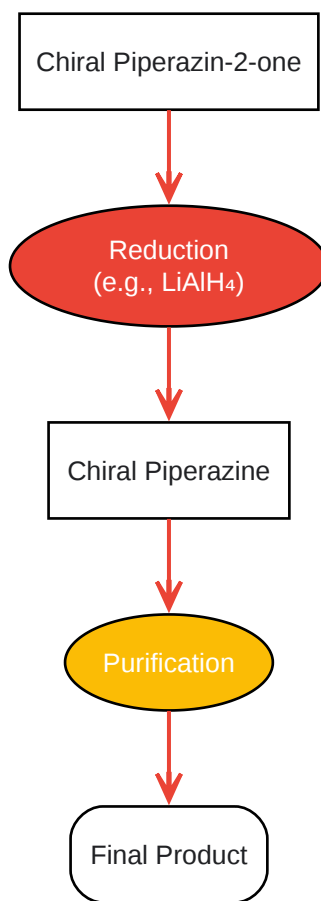 Chiral Piperazin-2-one
Reduction
(e.g., LiAlH₄)
Chiral Piperazine
Purification
Final Product